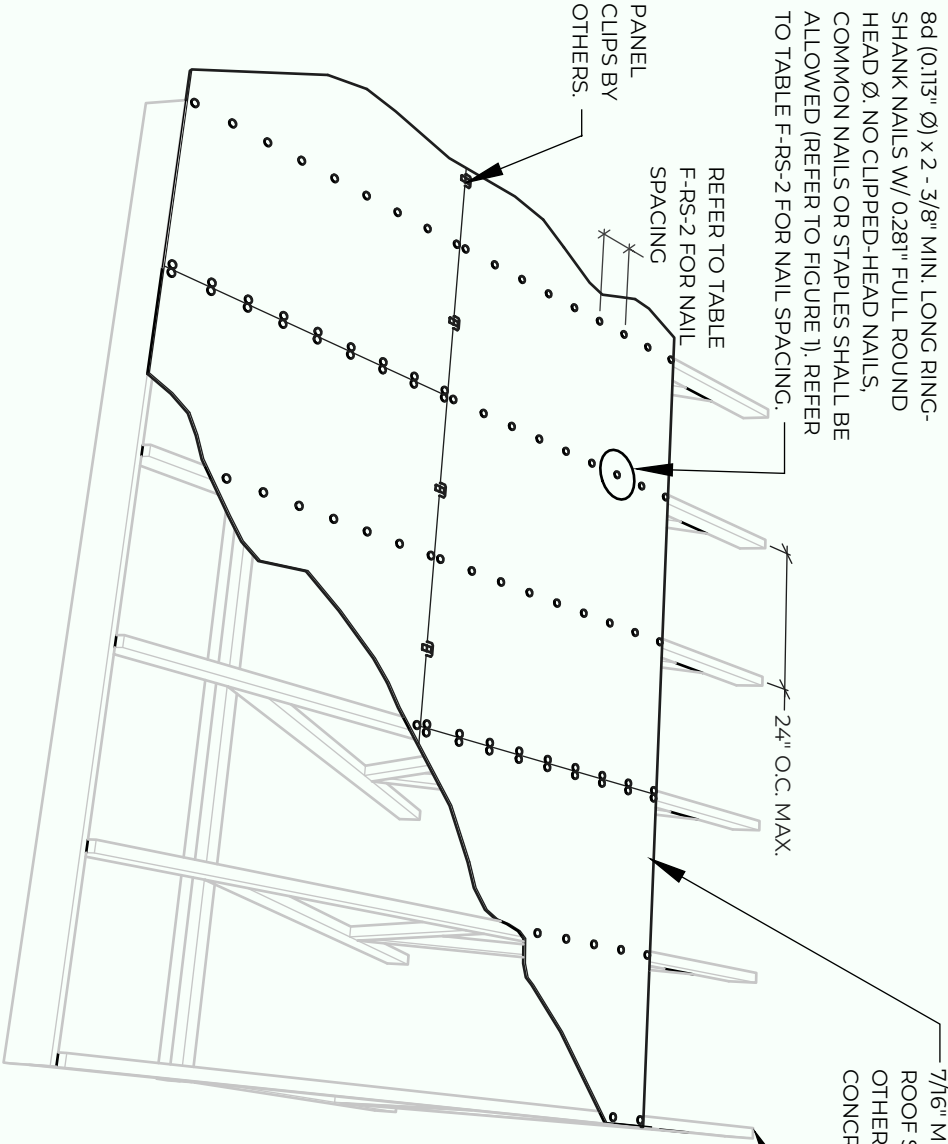 8d (0.113" Ø) x 2 - 3/8" MIN. LONG RING-
SHANK NAILS W/ 0.281" FULL ROUND
HEAD Ø. NO CLIPPED-HEAD NAILS,
COMMON NAILS OR STAPLES SHALL BE
ALLOWED (REFER TO FIGURE 1). REFER
TO TABLE F-RS-2 FOR NAIL SPACING.
PANEL
CLIPS BY
OTHERS.
REFER TO TABLE
F-RS-2 FOR NAIL
SPACING
24" O.C. MAX.
7/16"
ROOF
OTHER